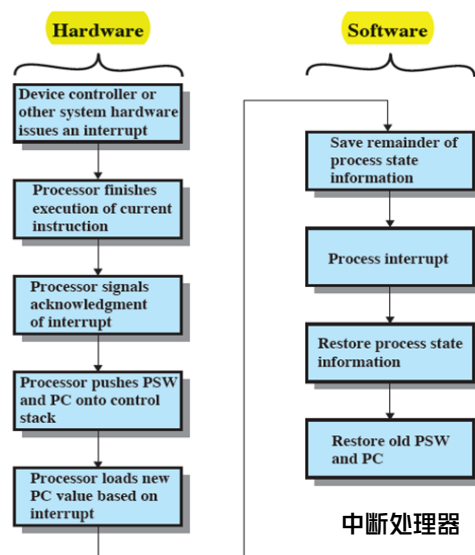 Hardware
Device controller or
other system hardware
issues an interrupt
Processor finishes
execution of current
instruction
Processor signals
acknowledgment
of interrupt
Processor pushes PSW
and PC onto control
stack
Processor loads new
PC value based on
interrupt
Software
Save remainder of
process state
information
Process interrupt
Restore process state
information
Restore old PSW
and PC
中断处理器